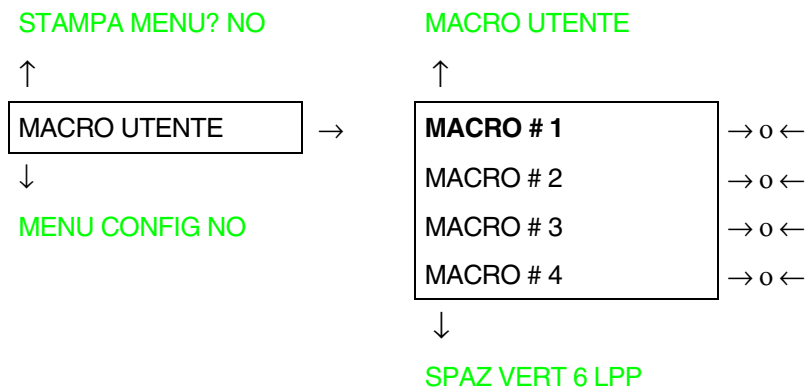 STAMPA MENU? NO MACRO UTENTE
↑ ↑
MACRO UTENTE → MACRO # 1 → o ←
↓ MACRO # 2 → o ←
MENU CONFIG NO MACRO # 3 → o ←
MACRO # 4 → o ←
↓
SPAZ VERT 6 LPP